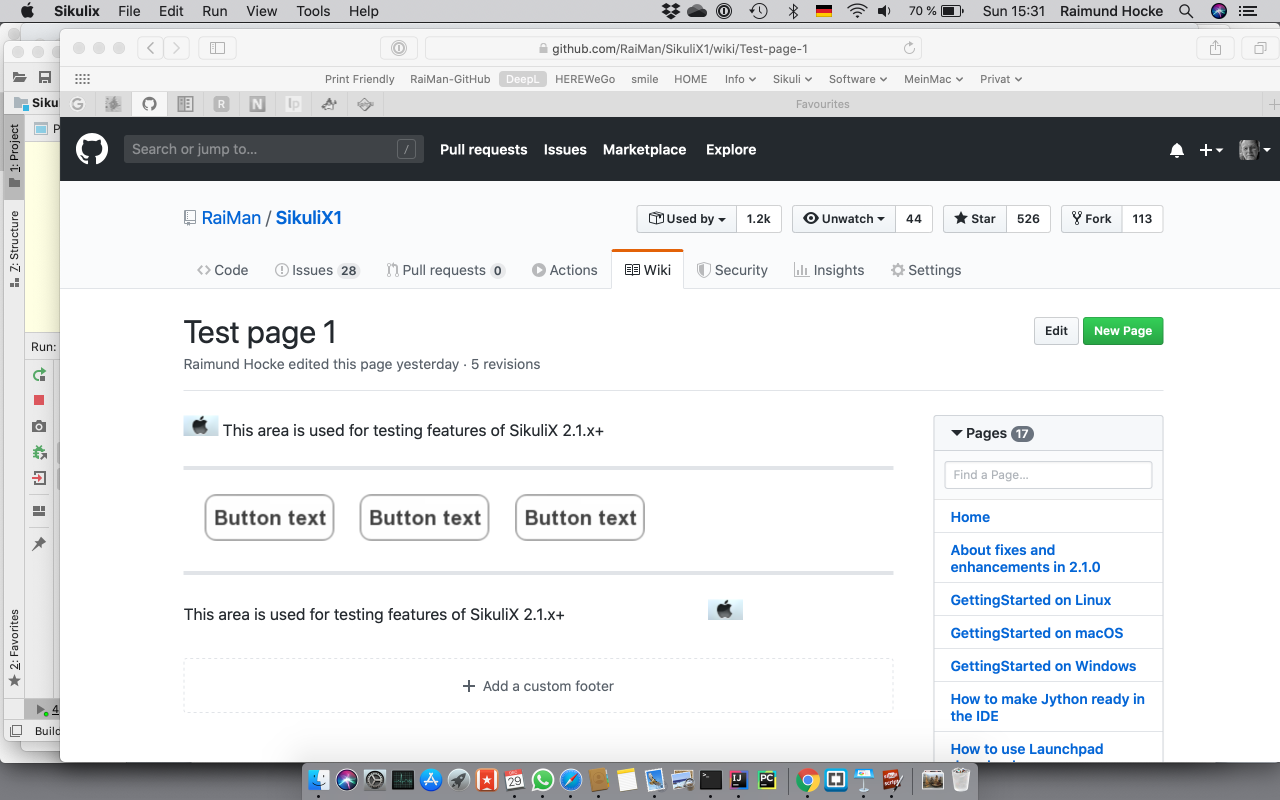 Sikulix File Edit Run View Tools Help 70 % Sun 15:31 Raimund Hocke
github.com/RaiMan/SikuliX1/wiki/Test-page-1
Print Friendly RaiMan-GitHub DeepL HEREWeGo smile HOME Info Sikuli Software MeinMac Privat
G R N lp Favourites
Siku
P
1: Project
7: Structure
Run:
2: Favorites
4
Build
Search or jump to… / Pull requests Issues Marketplace Explore
RaiMan / SikuliX1 Used by 1.2k Unwatch 44 Star 526 Fork 113
Code Issues 28 Pull requests 0 Actions Wiki Security Insights Settings
Test page 1 Edit New Page
Raimund Hocke edited this page yesterday · 5 revisions
This area is used for testing features of SikuliX 2.1.x+
Button text Button text Button text
This area is used for testing features of SikuliX 2.1.x+
Add a custom footer
Pages 17
Find a Page…
Home
About fixes and
enhancements in 2.1.0
GettingStarted on Linux
GettingStarted on macOS
GettingStarted on Windows
How to make Jython ready in
the IDE
How to use Launchpad
29
IJ
PC